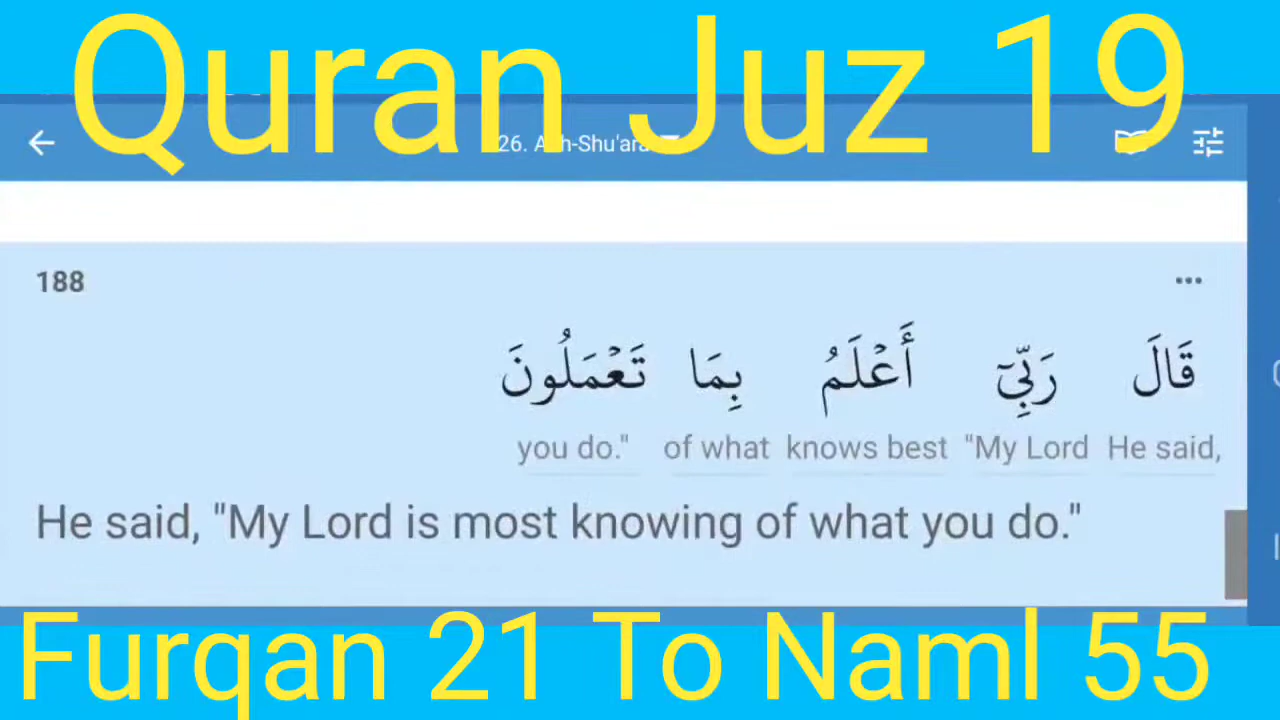 Quran Juz 19
26. Ash-Shu'ara
188
قَالَ رَبِّيٓ أَعْلَمُ بِمَا تَعْمَلُونَ
He said, "My Lord knows best of what you do."
He said, "My Lord is most knowing of what you do."
Furqan 21 To Naml 55